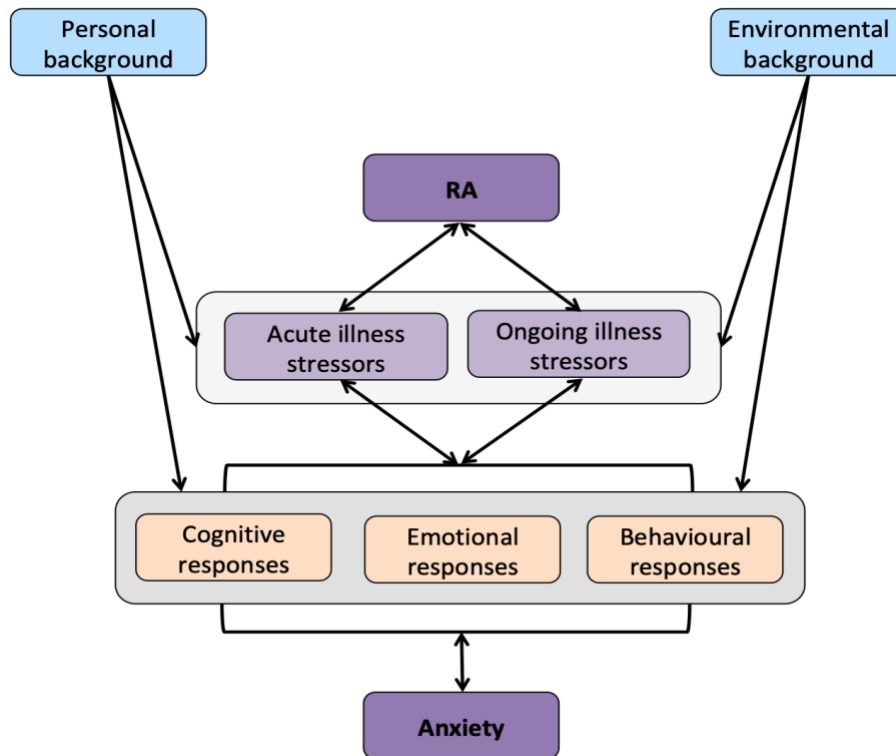 Personal
background
Environmental
background
RA
Acute illness
stressors
Ongoing illness
stressors
Cognitive
responses
Emotional
responses
Behavioural
responses
Anxiety